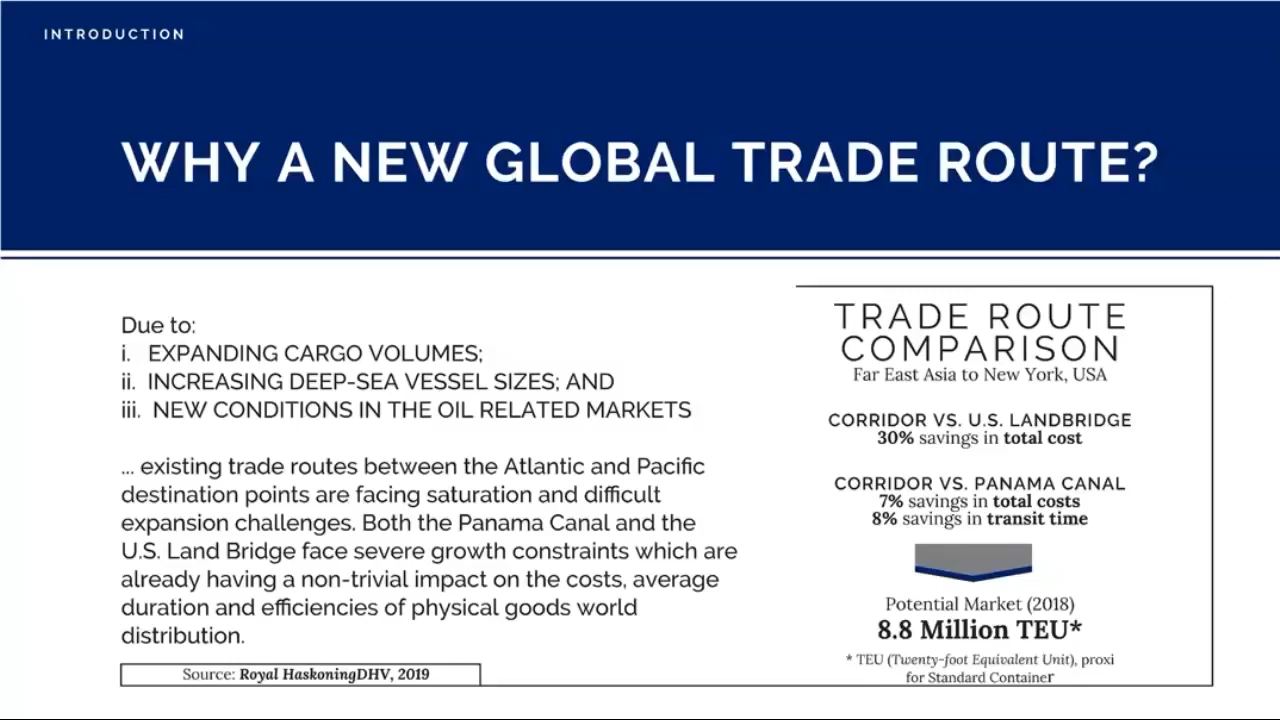 INTRODUCTION
WHY A NEW GLOBAL TRADE ROUTE?
Due to:
i. EXPANDING CARGO VOLUMES;
ii. INCREASING DEEP-SEA VESSEL SIZES; AND
iii. NEW CONDITIONS IN THE OIL RELATED MARKETS
... existing trade routes between the Atlantic and Pacific
destination points are facing saturation and difficult
expansion challenges. Both the Panama Canal and the
U.S. Land Bridge face severe growth constraints which are
already having a non-trivial impact on the costs, average
duration and efficiencies of physical goods world
distribution.
Source: Royal HaskoningDHV, 2019
TRADE ROUTE
COMPARISON
Far East Asia to New York, USA
CORRIDOR VS. U.S. LANDBRIDGE
30% savings in total cost
CORRIDOR VS. PANAMA CANAL
7% savings in total costs
8% savings in transit time
Potential Market (2018)
8.8 Million TEU*
* TEU (Twenty-foot Equivalent Unit), proxi
for Standard Container